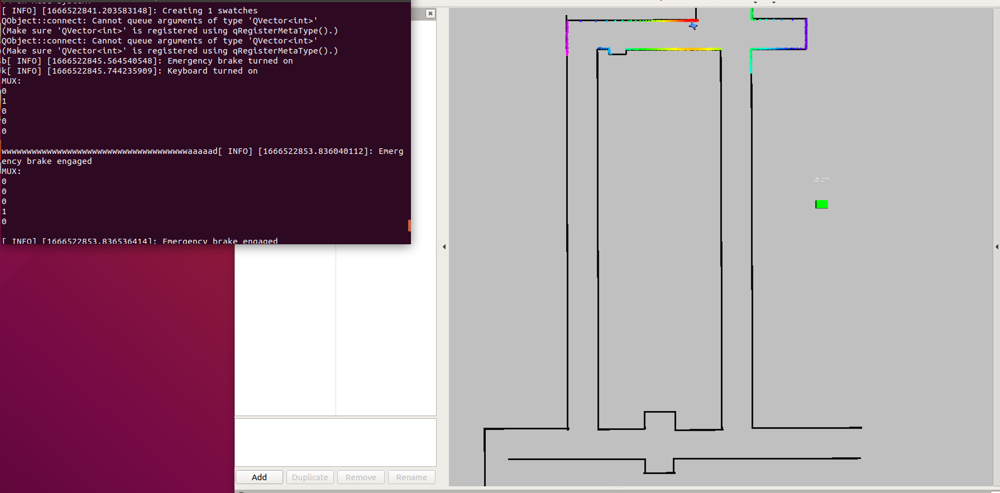 [ INFO] [1666522841.203583148]: Creating 1 swatches
QObject::connect: Cannot queue arguments of type 'QVector<int>'
(Make sure 'QVector<int>' is registered using qRegisterMetaType().)
QObject::connect: Cannot queue arguments of type 'QVector<int>'
(Make sure 'QVector<int>' is registered using qRegisterMetaType().)
b[ INFO] [1666522845.564540548]: Emergency brake turned on
k[ INFO] [1666522845.744235909]: Keyboard turned on
MUX:
0
1
0
0
0
wwwwwwwwwwwwwwwwwwwwwwwwwwwwwwwwwwwwwaaaaad[ INFO] [1666522853.836040112]: Emerg
ency brake engaged
MUX:
0
0
0
1
0
[ INFO] [1666522853.836536414]: Emergency brake engaged
Add
Duplicate
Remove
Rename